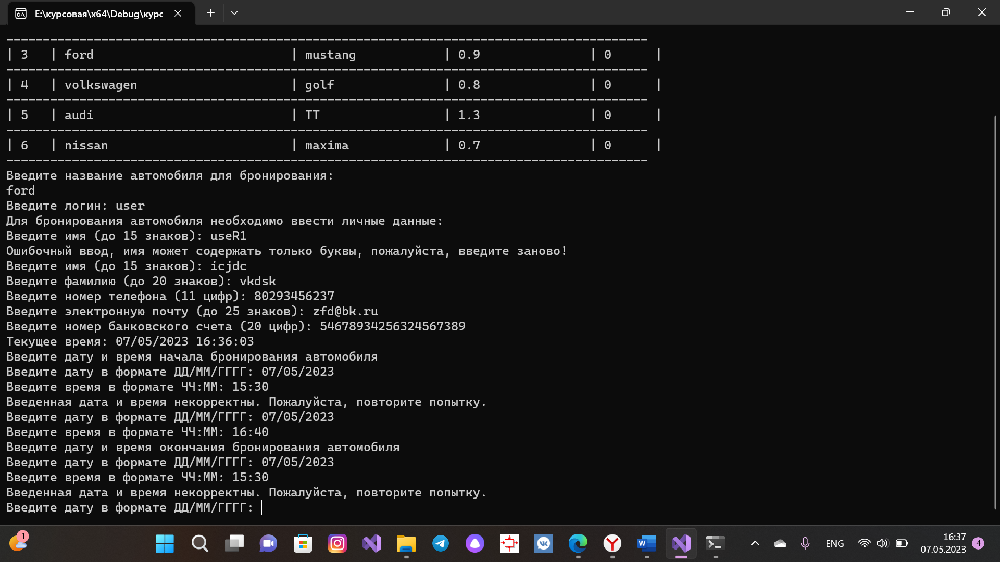 E:\курсовая\x64\Debug\курс
| 3 | ford | mustang | 0.9 | 0 |
| 4 | volkswagen | golf | 0.8 | 0 |
| 5 | audi | TT | 1.3 | 0 |
| 6 | nissan | maxima | 0.7 | 0 |
Введите название автомобиля для бронирования:
ford
Введите логин: user
Для бронирования автомобиля необходимо ввести личные данные:
Введите имя (до 15 знаков): useR1
Ошибочный ввод, имя может содержать только буквы, пожалуйста, введите заново!
Введите имя (до 15 знаков): icjdc
Введите фамилию (до 20 знаков): vkdsk
Введите номер телефона (11 цифр): 80293456237
Введите электронную почту (до 25 знаков): zfd@bk.ru
Введите номер банковского счета (20 цифр): 54678934256324567389
Текущее время: 07/05/2023 16:36:03
Введите дату и время начала бронирования автомобиля
Введите дату в формате ДД/ММ/ГГГГ: 07/05/2023
Введите время в формате ЧЧ:ММ: 15:30
Введенная дата и время некорректны. Пожалуйста, повторите попытку.
Введите дату в формате ДД/ММ/ГГГГ: 07/05/2023
Введите время в формате ЧЧ:ММ: 16:40
Введите дату и время окончания бронирования автомобиля
Введите дату в формате ДД/ММ/ГГГГ: 07/05/2023
Введите время в формате ЧЧ:ММ: 15:30
Введенная дата и время некорректны. Пожалуйста, повторите попытку.
Введите дату в формате ДД/ММ/ГГГГ:
1
ENG
16:37
07.05.2023
4